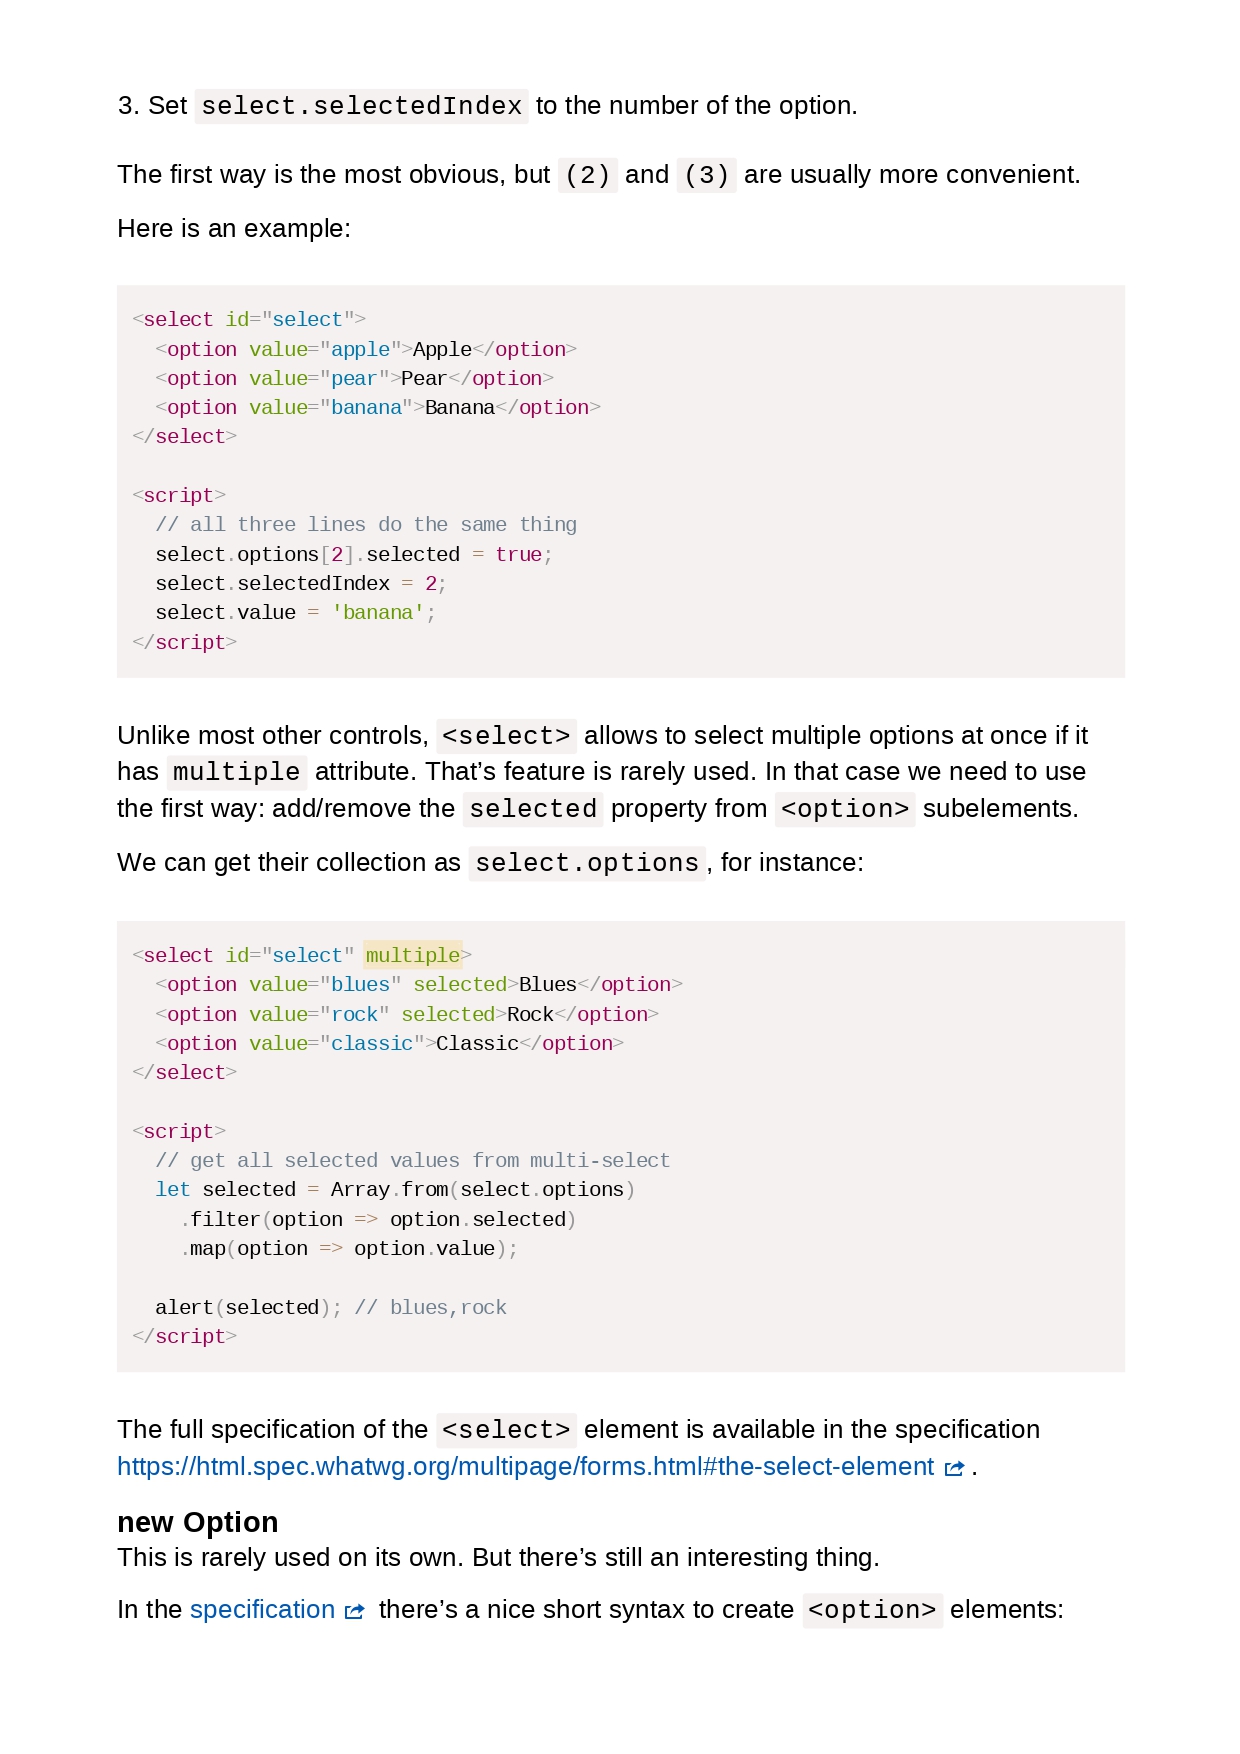 3. Set select.selectedIndex to the number of the option.
The first way is the most obvious, but (2) and (3) are usually more convenient.
Here is an example:
<select id="select">
  <option value="apple">Apple</option>
  <option value="pear">Pear</option>
  <option value="banana">Banana</option>
</select>

<script>
  // all three lines do the same thing
  select.options[2].selected = true;
  select.selectedIndex = 2;
  select.value = 'banana';
</script>
Unlike most other controls, <select> allows to select multiple options at once if it
has multiple attribute. That’s feature is rarely used. In that case we need to use
the first way: add/remove the selected property from <option> subelements.
We can get their collection as select.options, for instance:
<select id="select" multiple>
  <option value="blues" selected>Blues</option>
  <option value="rock" selected>Rock</option>
  <option value="classic">Classic</option>
</select>

<script>
  // get all selected values from multi-select
  let selected = Array.from(select.options)
    .filter(option => option.selected)
    .map(option => option.value);

  alert(selected); // blues,rock
</script>
The full specification of the <select> element is available in the specification
https://html.spec.whatwg.org/multipage/forms.html#the-select-element .
new Option
This is rarely used on its own. But there’s still an interesting thing.
In the specification there’s a nice short syntax to create <option> elements: